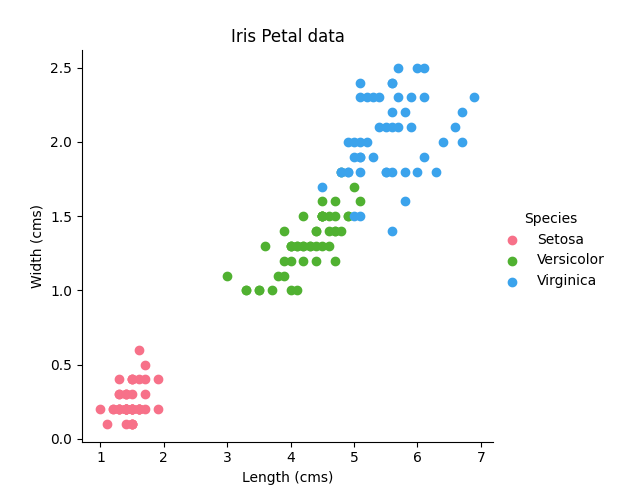 Iris Petal data
Width (cms)
2.5
2.0
1.5
1.0
0.5
0.0
1 2 3 4 5 6 7
Length (cms)
Species
Setosa
Versicolor
Virginica